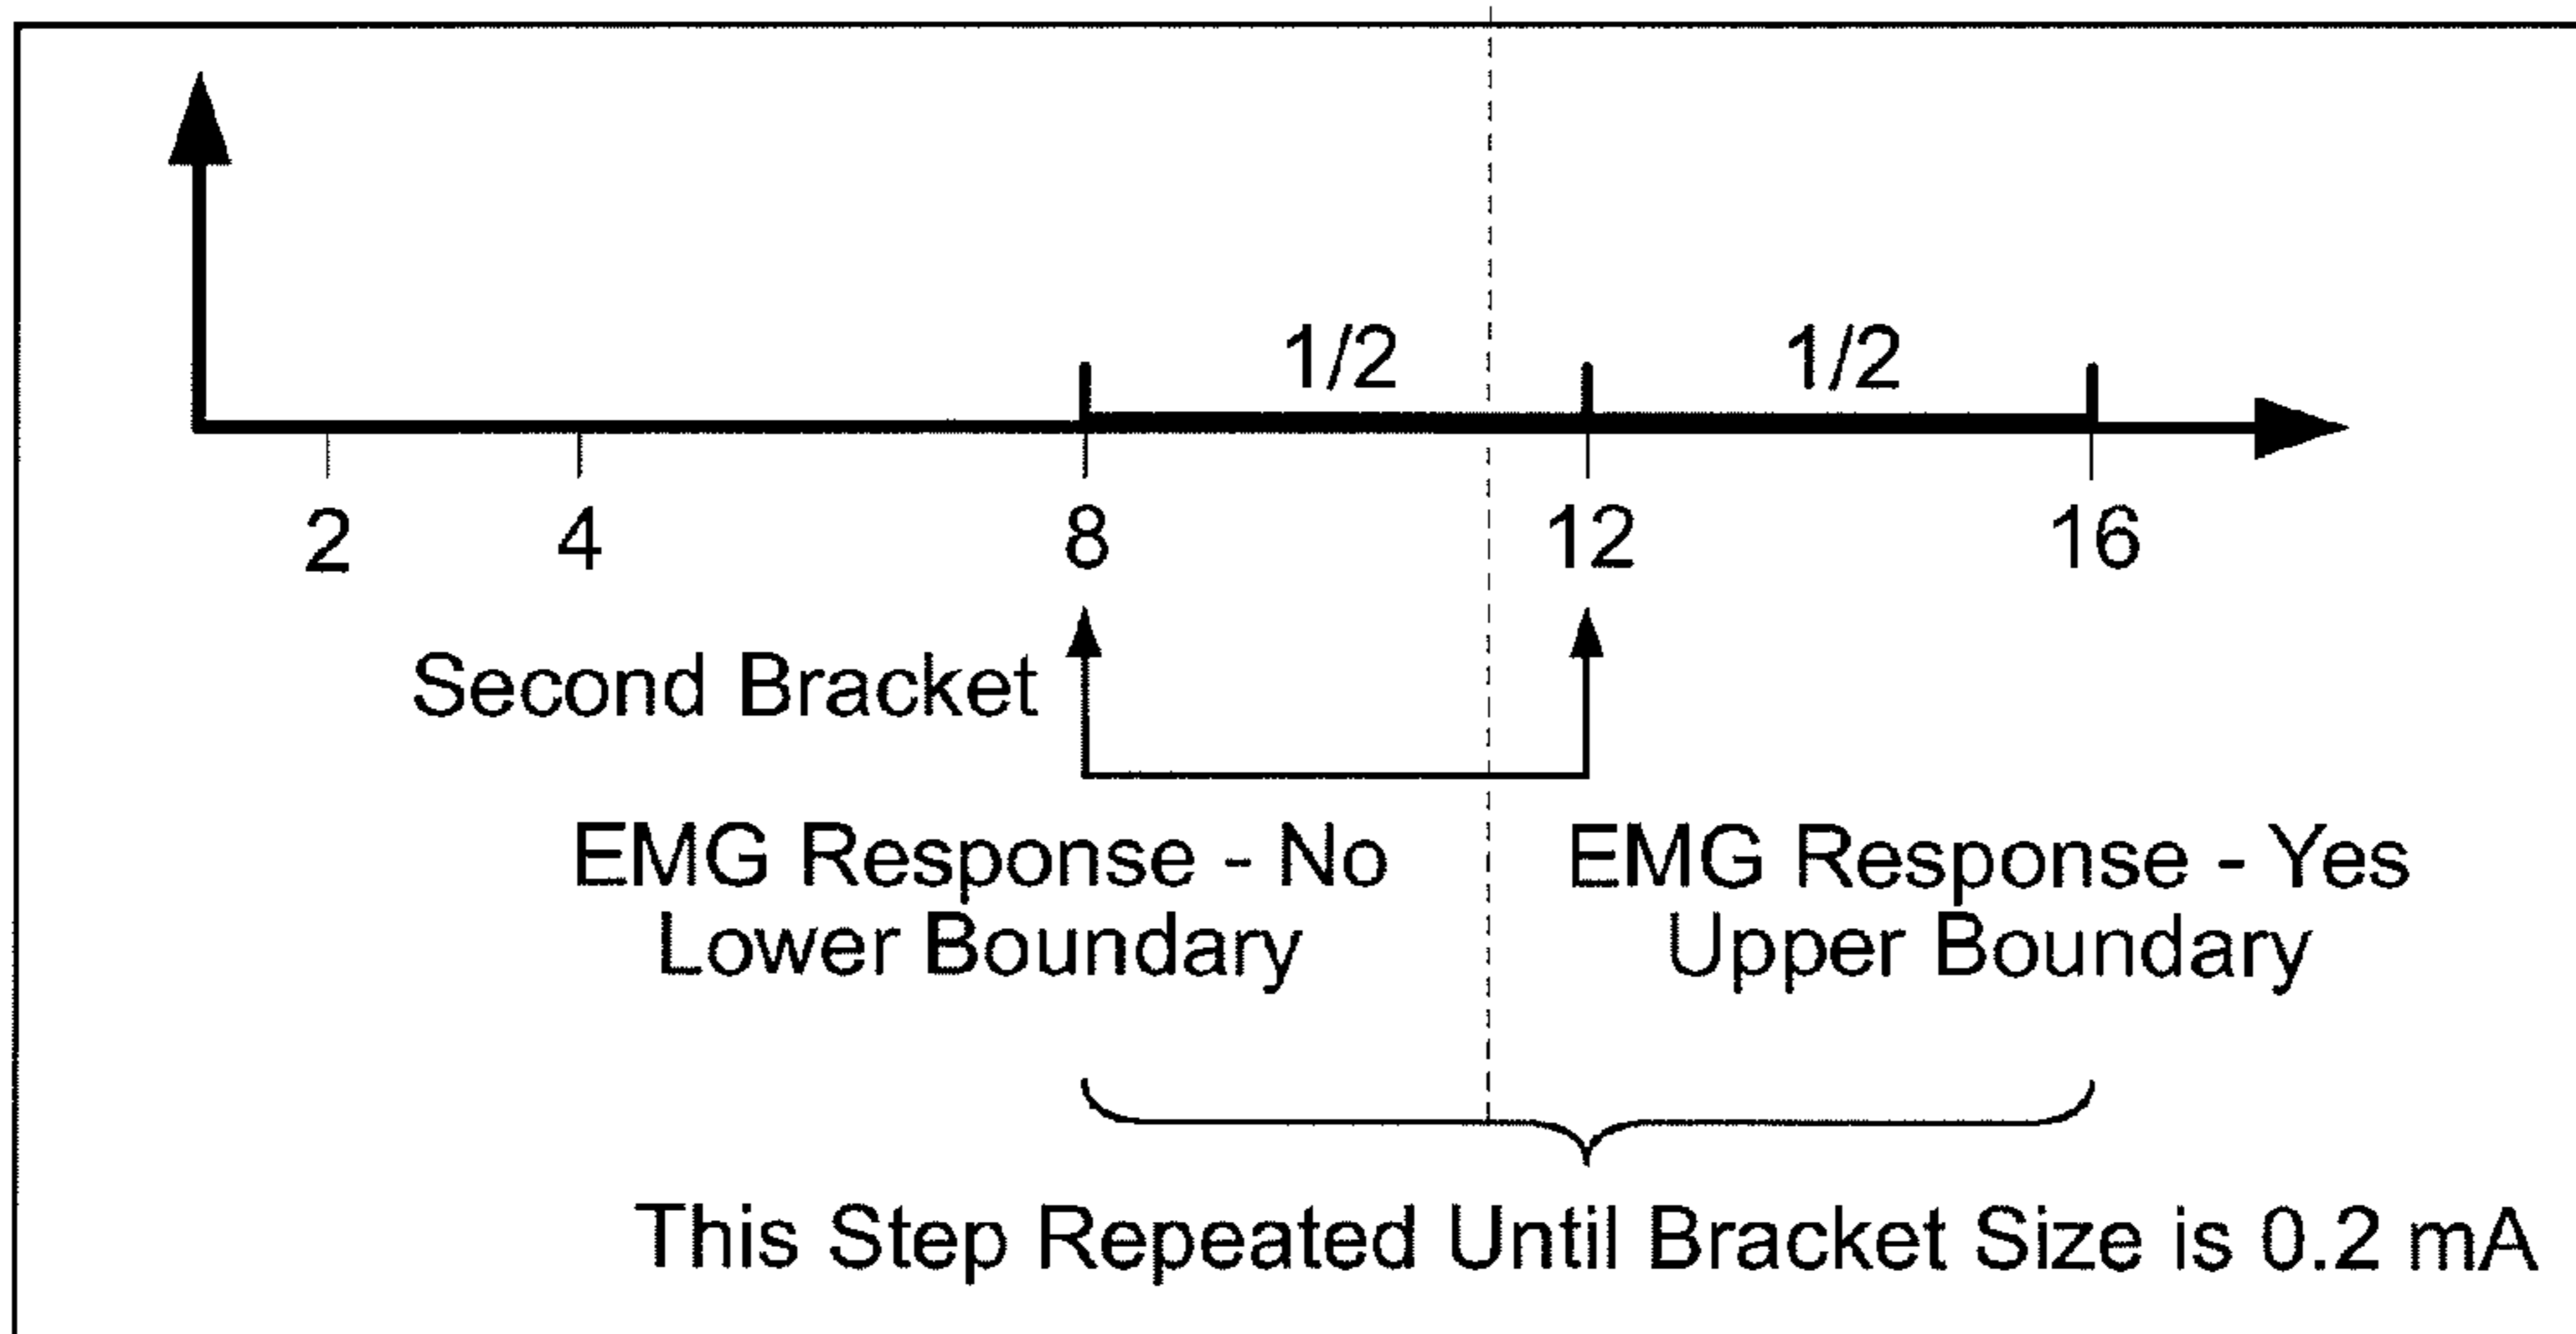 1/2 1/2
2 4 8 12 16
Second Bracket
EMG Response - No
Lower Boundary
EMG Response - Yes
Upper Boundary
This Step Repeated Until Bracket Size is 0.2 mA